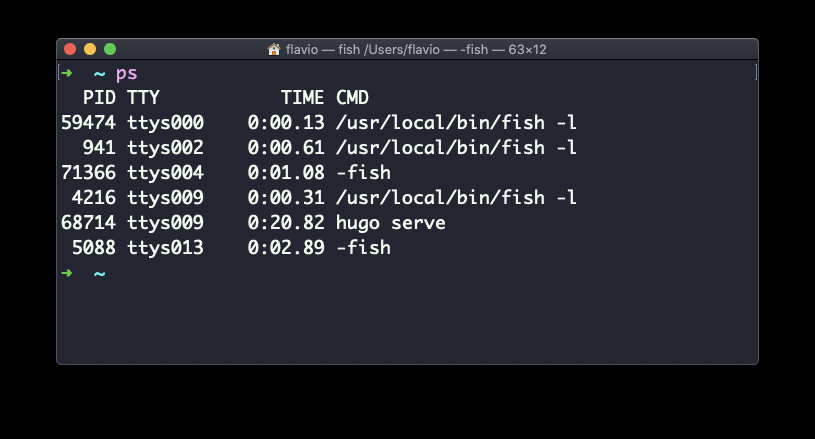 flavio — fish /Users/flavio — -fish — 63×12
➜  ~ ps
  PID TTY           TIME CMD
59474 ttys000    0:00.13 /usr/local/bin/fish -l
  941 ttys002    0:00.61 /usr/local/bin/fish -l
71366 ttys004    0:01.08 -fish
 4216 ttys009    0:00.31 /usr/local/bin/fish -l
68714 ttys009    0:20.82 hugo serve
 5088 ttys013    0:02.89 -fish
➜  ~